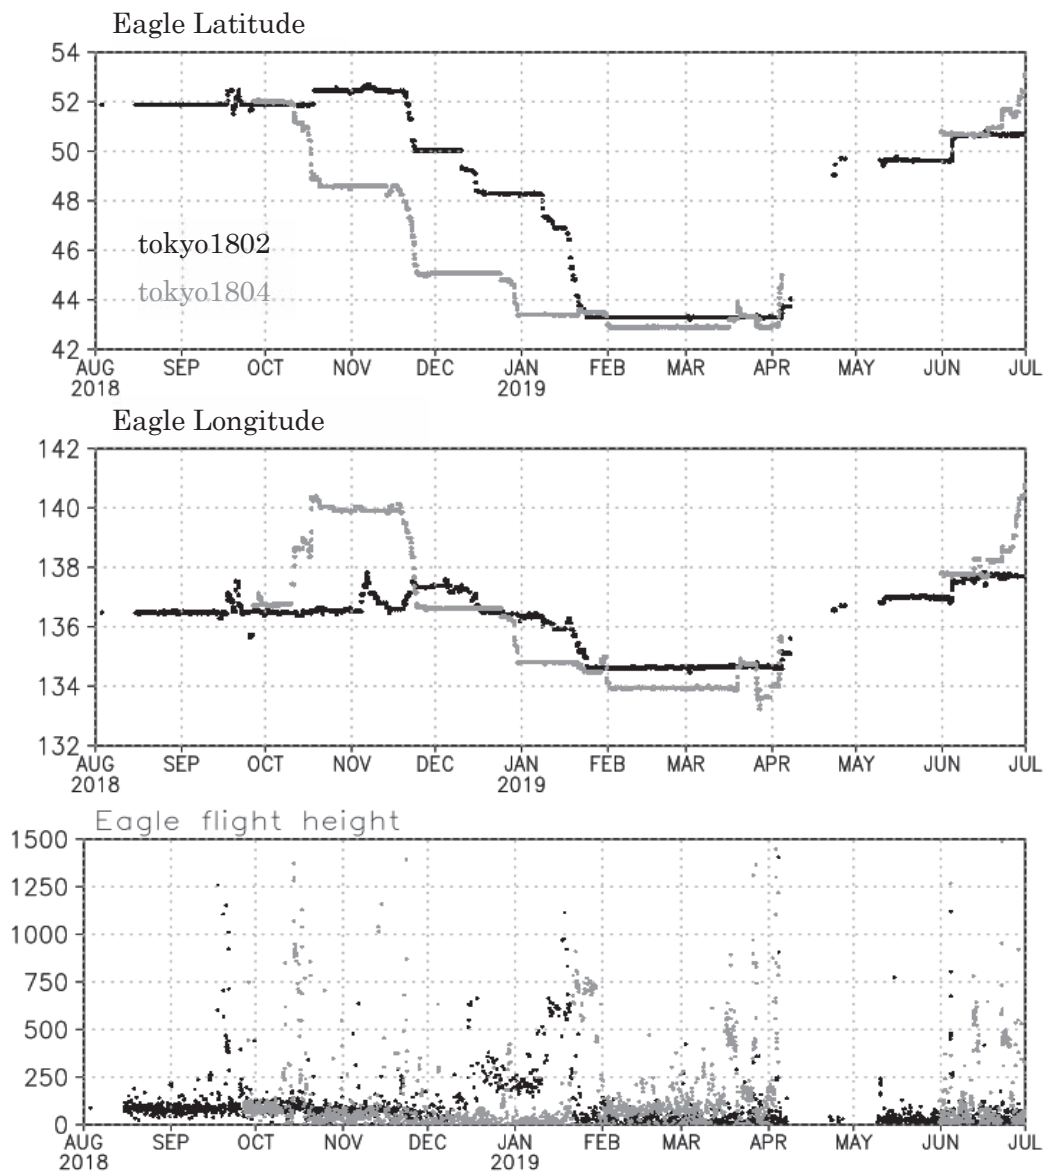 Eagle Latitude
54
52
50
48
46
44
42
tokyo1802
tokyo1804
AUG SEP OCT NOV DEC JAN FEB MAR APR MAY JUN JUL
2018 2019
Eagle Longitude
142
140
138
136
134
132
AUG SEP OCT NOV DEC JAN FEB MAR APR MAY JUN JUL
2018 2019
Eagle flight height
1500
1250
1000
750
500
250
0
AUG SEP OCT NOV DEC JAN FEB MAR APR MAY JUN JUL
2018 2019